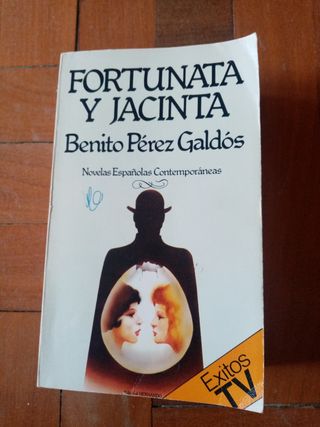 FORTUNATA
Y JACINTA
Benito Pérez Galdós
Novelas Españolas Contemporáneas
Exitos
TV